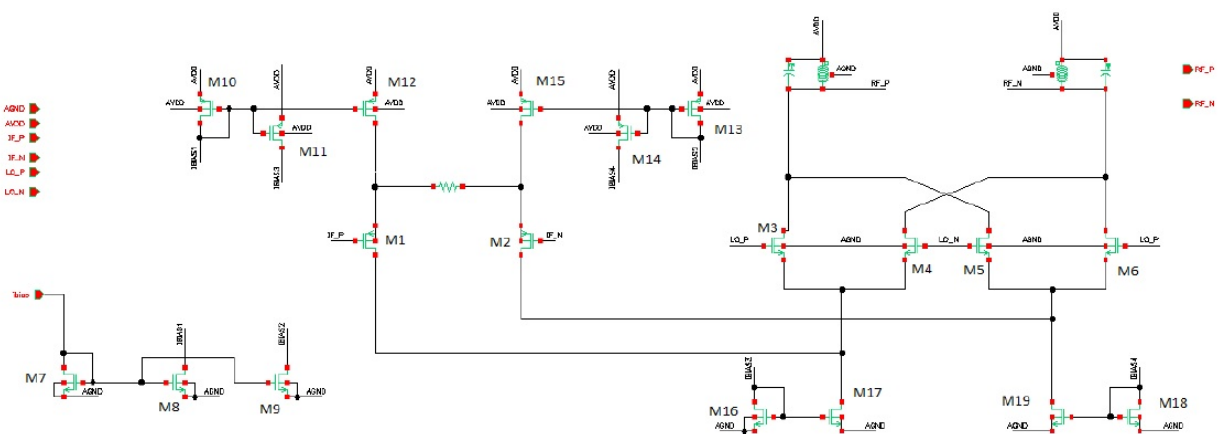 AVDD AVDD
AVDD AVDD AVDD AVDD AVDD AVDD
M10 M12 M15
AGND AGND
RF_P
RF_P RF_N
AVDD AVDD AVDD AVDD
RF_N
AGND
AVDD
IF_P
IF_N
LO_P
LO_N
M11 M13
AVDD AVDD
M14
IBIAS1 IBIAS3 IBIAS4
M3
IF_P M1 M2 IF_N
LO_P AGND LO_N AGND LO_P
M4 M5 M6
Ibias
IBIAS1 IBIAS2
M7 AGND AGND AGND
M8 M9
IBIAS3 IBIAS4
M17 M19
M16 M18
AGND AGND AGND AGND